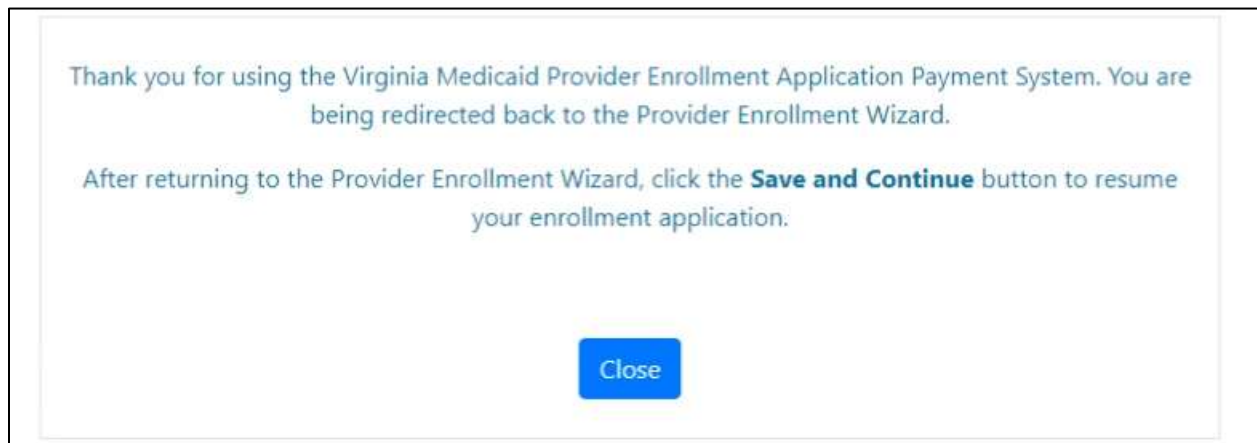 Thank you for using the Virginia Medicaid Provider Enrollment Application Payment System. You are
being redirected back to the Provider Enrollment Wizard.
After returning to the Provider Enrollment Wizard, click the Save and Continue button to resume
your enrollment application.
Close